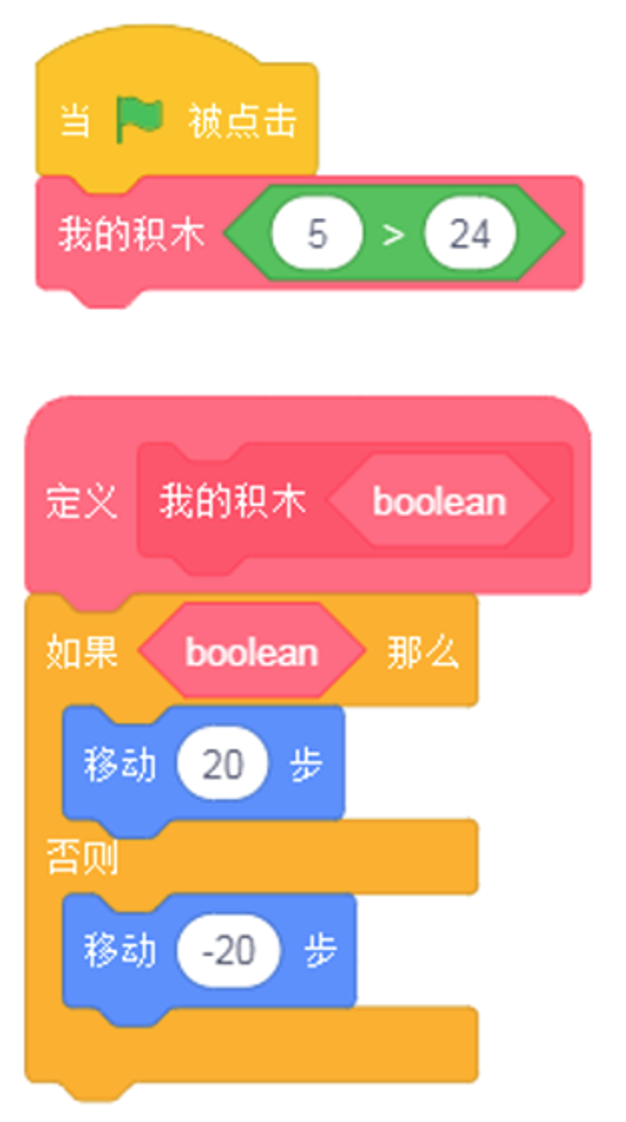 当 被点击
我的积木 5 > 24
定义 我的积木 boolean
如果 boolean 那么
移动 20 步
否则
移动 -20 步